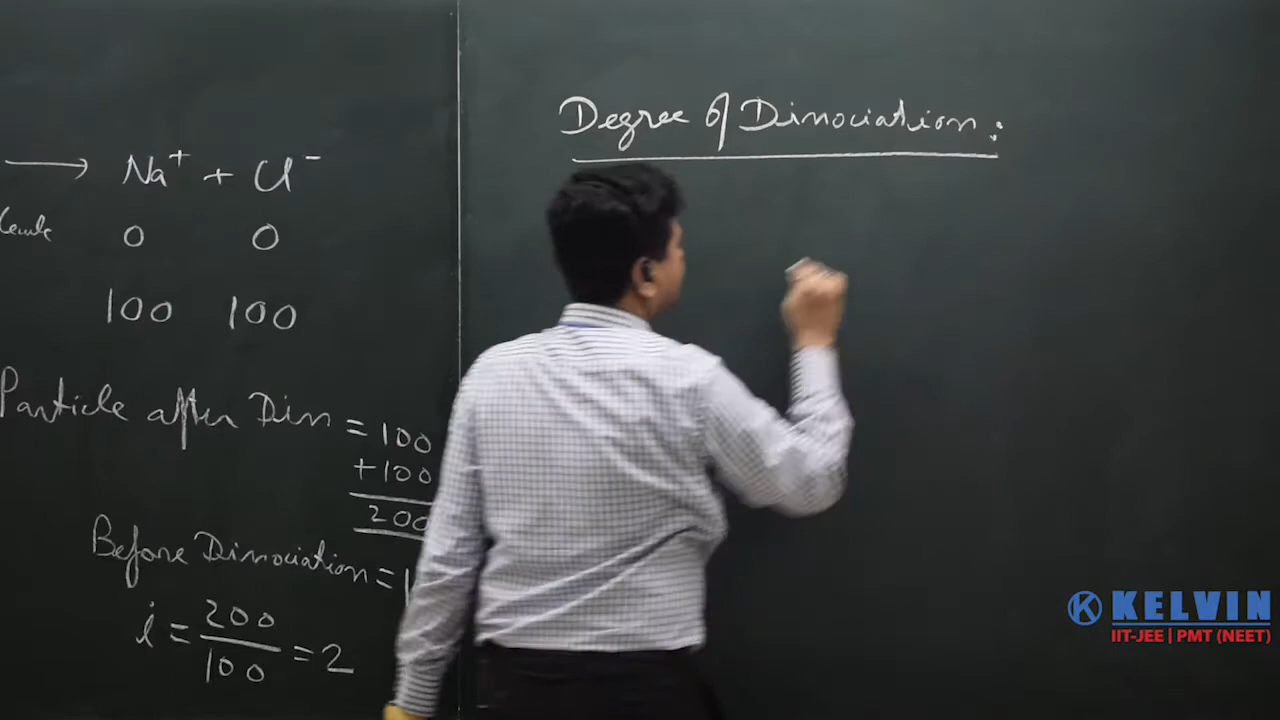 → Na⁺ + Cl⁻
0 0
100 100
Particle after Diss = 100
+100
200
Before Dissociation =
i = 200/100 = 2
Degree of Dissociation :
KELVIN
IIT-JEE | PMT (NEET)